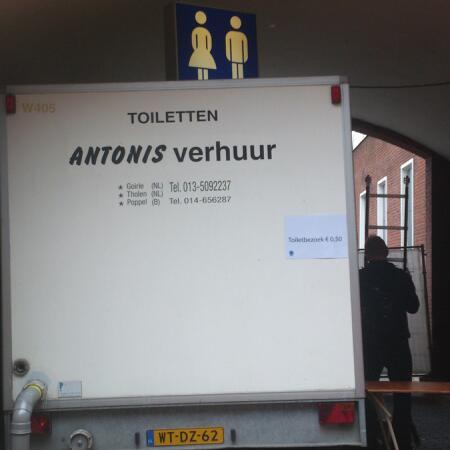 W405
TOILETTEN
ANTONIS verhuur
★ Goirle (NL) Tel. 013-5092237
★ Tholen (NL)
★ Poppel (B) Tel. 014-656287
Toiletbezoek € 0,50
WT-DZ-62